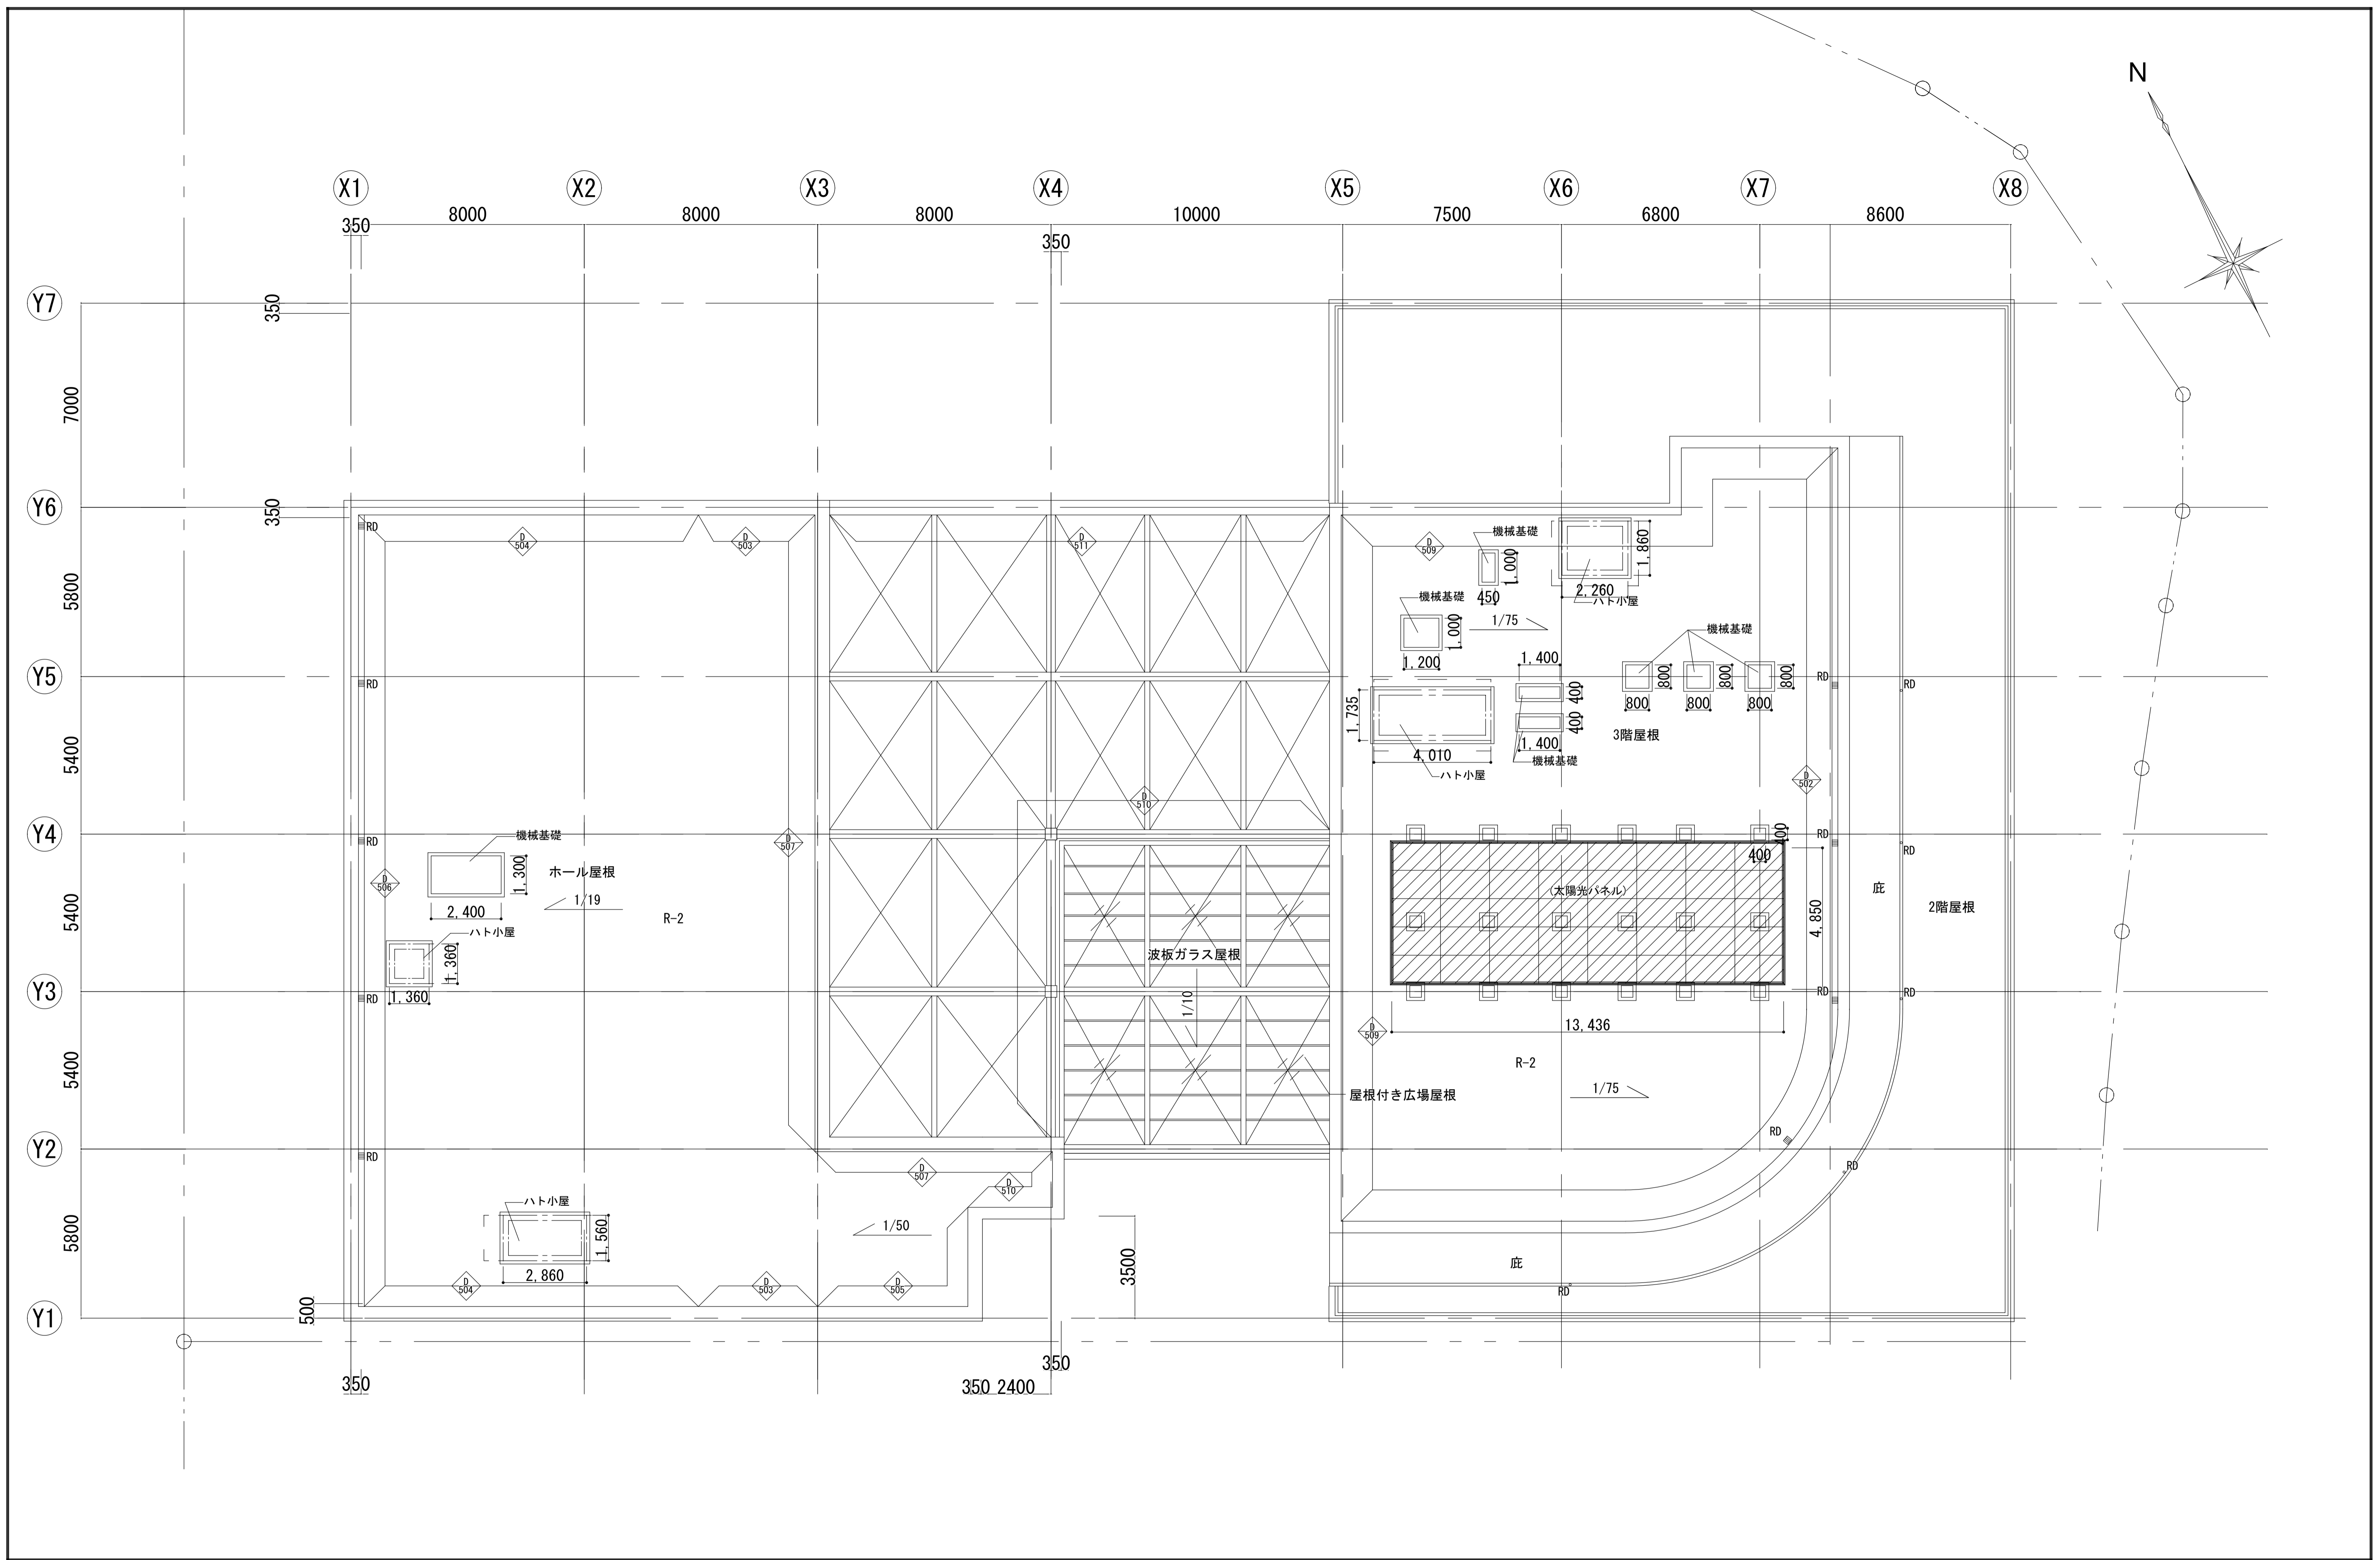 N
X1
X2
X3
X4
X5
X6
X7
X8
8000
8000
8000
10000
7500
6800
8600
350
350
Y7
350
7000
Y6
350
RD
D
504
D
503
D
511
D
509
機械基礎
1,000
450
1,860
2,260
ハト小屋
機械基礎
1,000
1,200
1/75
5800
機械基礎
800
800
800
800
800
800
Y5
RD
RD
RD
1,400
400
400
1,400
機械基礎
1,735
4,010
ハト小屋
3階屋根
5400
D
502
D
510
Y4
RD
D
507
RD
RD
400
400
機械基礎
1,300
2,400
ホール屋根
1/19
D
506
R-2
(太陽光パネル)
4,850
庇
2階屋根
5400
ハト小屋
1,360
1,360
波板ガラス屋根
1/10
Y3
RD
RD
RD
13,436
D
509
R-2
1/75
5400
屋根付き広場屋根
Y2
RD
RD
RD
D
507
D
510
ハト小屋
1,560
2,860
1/50
5800
3500
庇
RD
D
504
D
503
D
505
500
Y1
350
350
350
2400